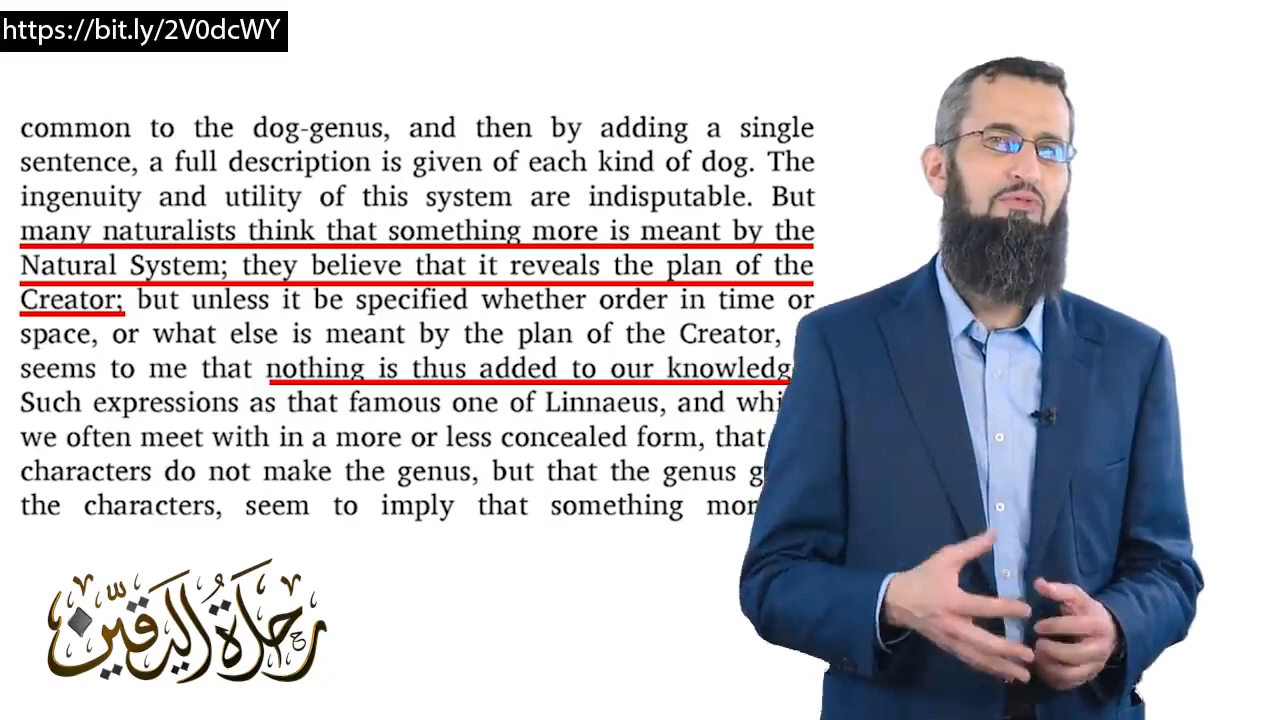 https://bit.ly/2V0dcWY
common to the dog-genus, and then by adding a single
sentence, a full description is given of each kind of dog. The
ingenuity and utility of this system are indisputable. But
many naturalists think that something more is meant by the
Natural System; they believe that it reveals the plan of the
Creator; but unless it be specified whether order in time or
space, or what else is meant by the plan of the Creator,
seems to me that nothing is thus added to our knowledg
Such expressions as that famous one of Linnaeus, and whi
we often meet with in a more or less concealed form, that
characters do not make the genus, but that the genus g
the characters, seem to imply that something mor
رحلة اليقين